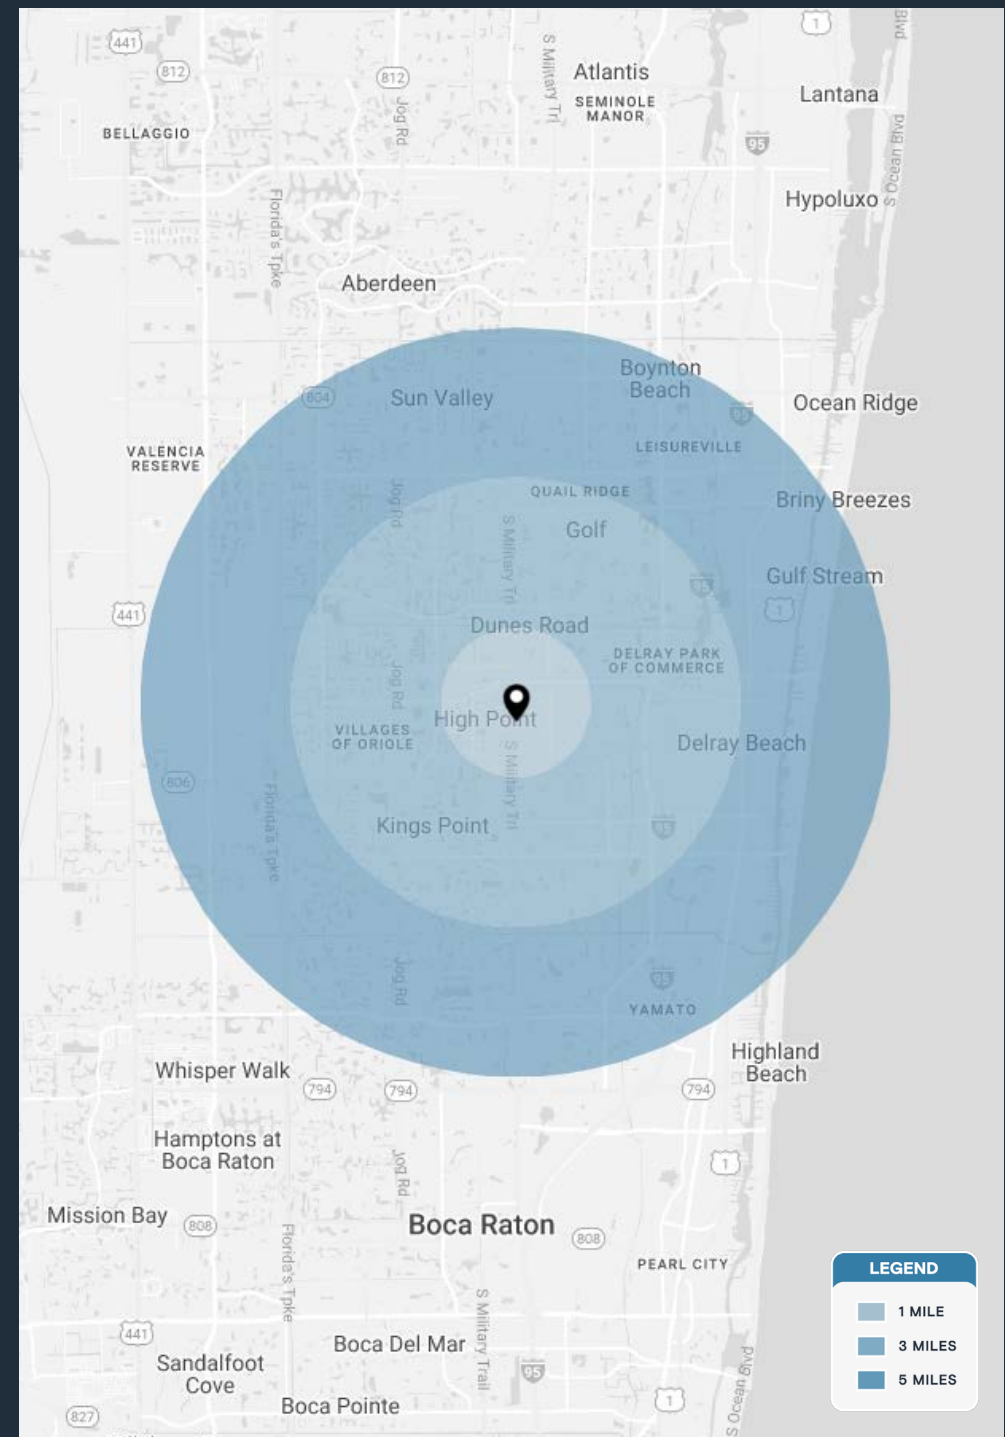 1
Blvd
441
812
812
S Military Trl
Atlantis
SEMINOLE
MANOR
Lantana
Jog Rd
BELLAGGIO
95
S Ocean Blvd
Hypoluxo
Florida's Tpke
Aberdeen
Boynton
Beach
804
Sun Valley
Ocean Ridge
95
LEISUREVILLE
VALENCIA
RESERVE
QUAIL RIDGE
Briny Breezes
Jog Rd
Golf
S Military Trl
Gulf Stream
95
1
441
Dunes Road
DELRAY PARK
OF COMMERCE
Jog Rd
High Point
VILLAGES
OF ORIOLE
Delray Beach
806
S Military Trl
Florida's Tpke
Kings Point
95
Jog Rd
95
YAMATO
Highland
Beach
Whisper Walk
794
794
794
Hamptons at
Boca Raton
Jog Rd
1
Mission Bay
808
Boca Raton
808
Florida's Tpke
PEARL CITY
LEGEND
1 MILE
3 MILES
5 MILES
441
S Military Trail
Boca Del Mar
Sandalfoot
Cove
95
S Ocean Blvd
Boca Pointe
1
827